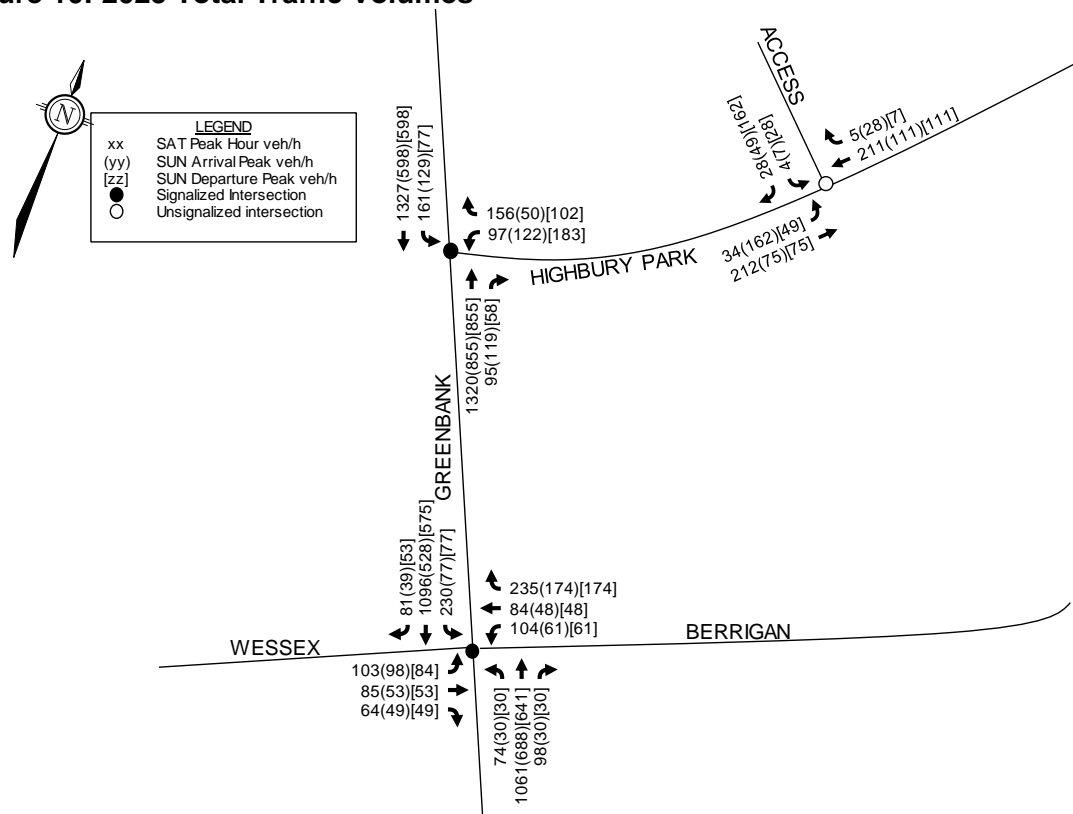 LEGEND
xx SAT Peak Hour veh/h
(yy) SUN Arrival Peak veh/h
[zz] SUN Departure Peak veh/h
Signalized Intersection
Unsignalized intersection
N
ACCESS
28(49)[162]
4(7)[28]
5(28)[7]
211(111)[111]
34(162)[49]
212(75)[75]
1327(598)[598]
161(129)[77]
156(50)[102]
97(122)[183]
HIGHBURY PARK
1320(855)[855]
95(119)[58]
GREENBANK
81(39)[53]
1096(528)[575]
230(77)[77]
235(174)[174]
84(48)[48]
104(61)[61]
WESSEX
BERRIGAN
103(98)[84]
85(53)[53]
64(49)[49]
74(30)[30]
1061(688)[641]
98(30)[30]